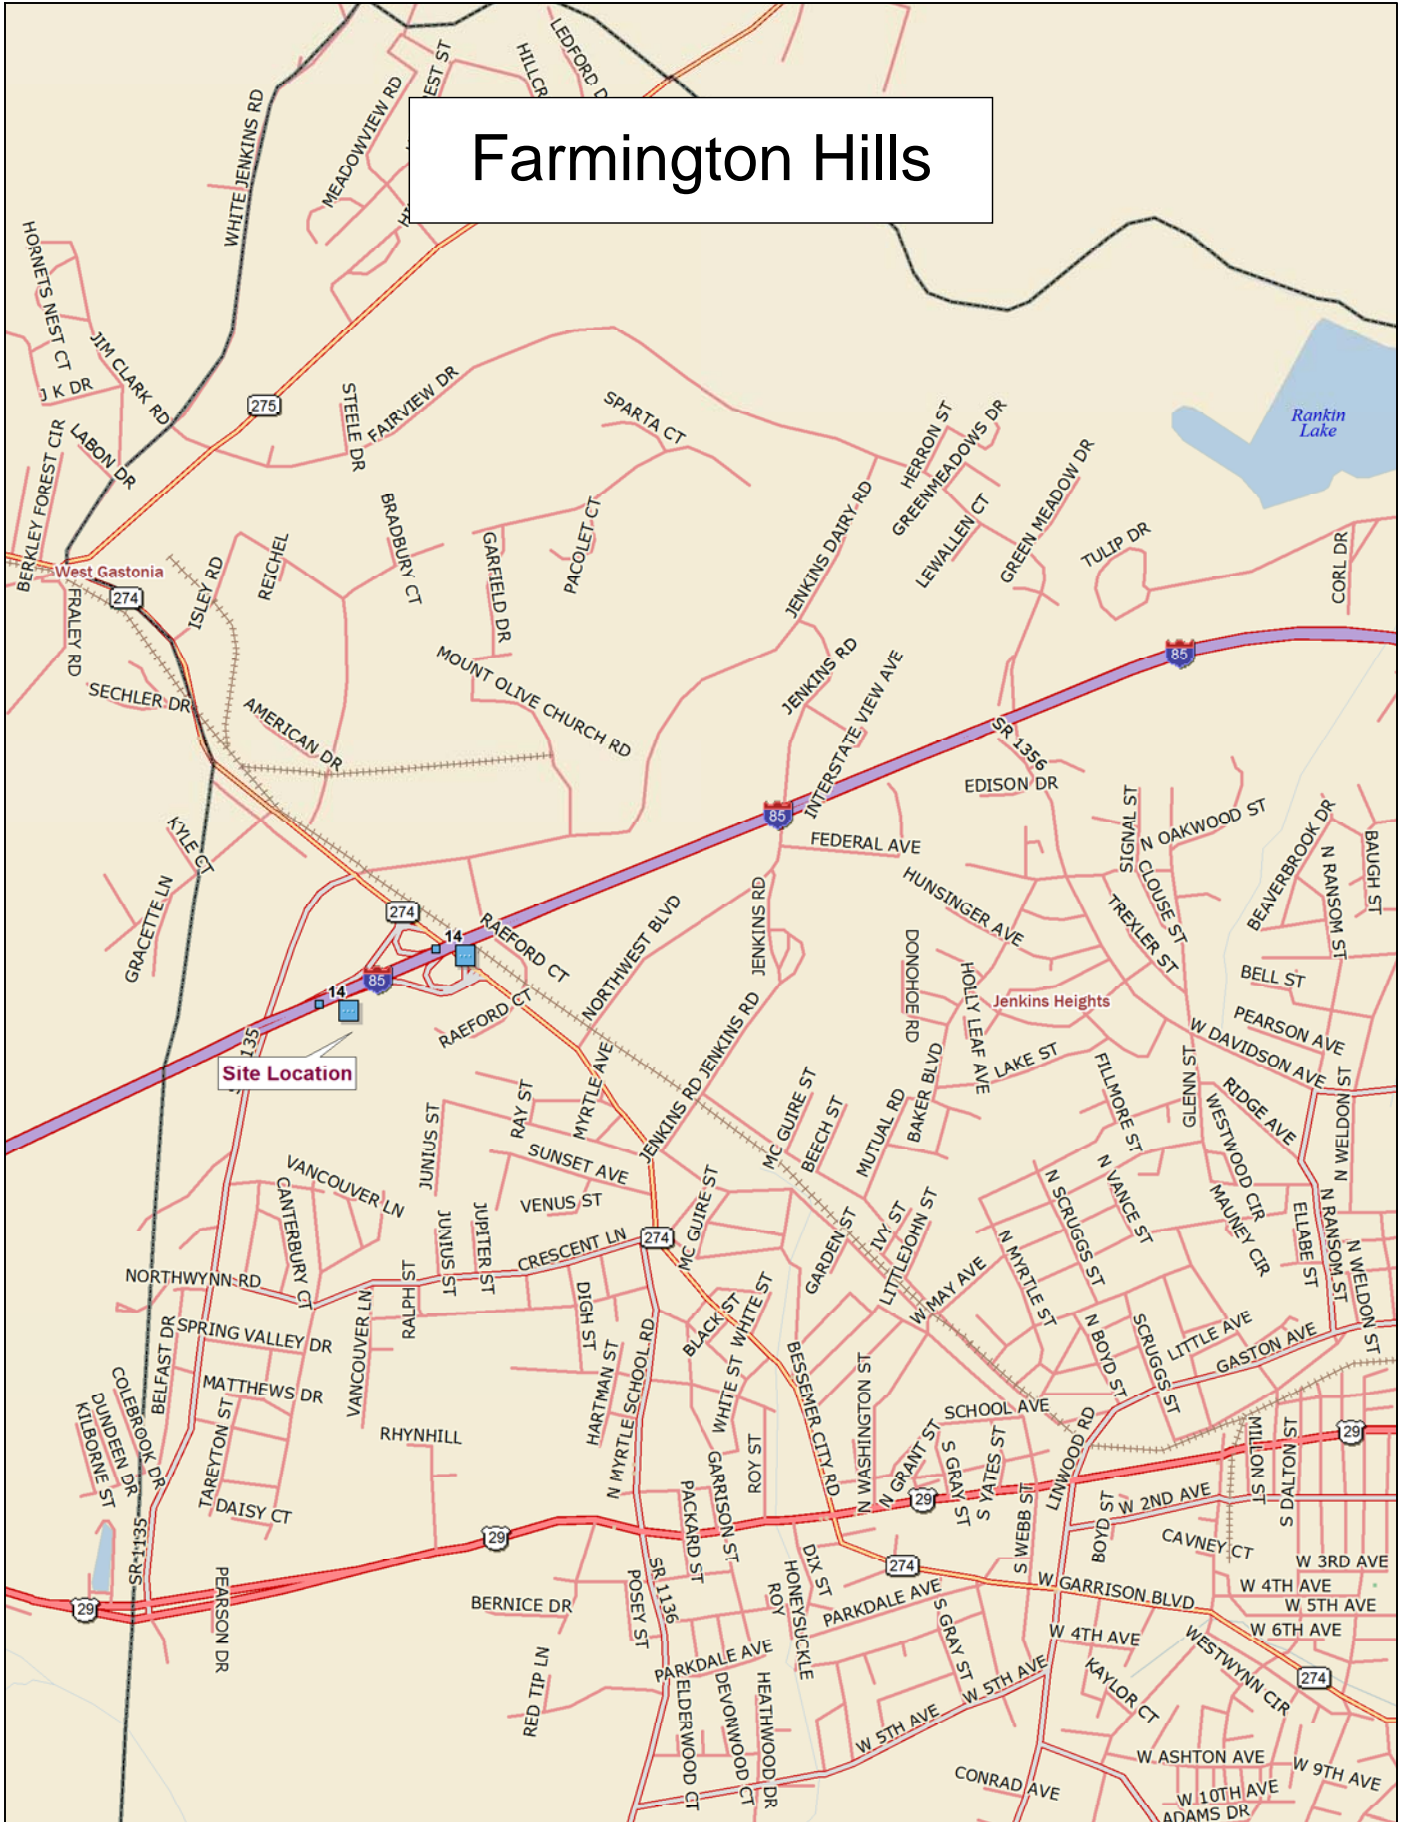 Farmington Hills
LEDFORD D
HILLCR
EST ST
MEADOWVIEW RD
WHITE JENKINS RD
HI
HORNETS NEST CT
JIM CLARK RD
J K DR
275
STEELE DR
FAIRVIEW DR
SPARTA CT
HERRON ST
GREENMEADOWS DR
Rankin
Lake
BERKLEY FOREST CIR
LABON DR
BRADBURY CT
GARFIELD DR
PACOLET CT
JENKINS DAIRY RD
LEWALLEN CT
GREEN MEADOW DR
TULIP DR
CORL DR
West Gastonia
274
ISLEY RD
REICHEL
FRALEY RD
SECHLER DR
AMERICAN DR
MOUNT OLIVE CHURCH RD
JENKINS RD
INTERSTATE VIEW AVE
85
SR 1356
EDISON DR
85
FEDERAL AVE
SIGNAL ST
N OAKWOOD ST
BEAVERBROOK DR
N RANSOM ST
BAUGH ST
KYLE CT
GRACETTE LN
274
14
RAEFORD CT
NORTHWEST BLVD
JENKINS RD
HUNSINGER AVE
CLOUSE ST
TREXLER ST
BELL ST
85
14
RAEFORD CT
DONOHOE RD
HOLLY LEAF AVE
Jenkins Heights
PEARSON AVE
W DAVIDSON AVE
135
Site Location
JENKINS RD
JENKINS RD
MYRTLE AVE
RAY ST
JUNIUS ST
SUNSET AVE
MC GUIRE ST
BEECH ST
MUTUAL RD
BAKER BLVD
LAKE ST
FILLMORE ST
GLENN ST
RIDGE AVE
WESTWOOD CIR
N WELDON ST
VANCOUVER LN
CANTERBURY CT
VENUS ST
JUNIUS ST
JUPITER ST
CRESCENT LN
274
MC GUIRE ST
GARDEN ST
IVY ST
LITTLEJOHN ST
W MAY AVE
N MYRTLE ST
N SCRUGGS ST
N VANCE ST
MAUNEY CIR
ELLABE ST
N RANSOM ST
N WELDON ST
NORTHWYNN RD
RALPH ST
VANCOUVER LN
SPRING VALLEY DR
BELFAST DR
MATTHEWS DR
DIGH ST
HARTMAN ST
N MYRTLE SCHOOL RD
BLACK ST
WHITE ST
WHITE ST
BESSEMER CITY RD
N WASHINGTON ST
N BOYD ST
SCRUGGS ST
LITTLE AVE
GASTON AVE
COLEBROOK DR
DUNDEEN DR
KILBORNE ST
TAREYTON ST
RHYNHILL
SCHOOL AVE
N GRANT ST
S GRAY ST
S YATES ST
LINWOOD RD
MILLON ST
S DALTON ST
29
DAISY CT
ROY ST
GARRISON ST
PACKARD ST
29
S WEBB ST
BOYD ST
W 2ND AVE
CAVNEY CT
SR 1135
29
PEARSON DR
29
BERNICE DR
POSEY ST
SR 1136
ROY
HONEYSUCKLE
DIX ST
274
PARKDALE AVE
S GRAY ST
W GARRISON BLVD
W 3RD AVE
W 4TH AVE
W 5TH AVE
W 6TH AVE
W 4TH AVE
WESTWYNN CIR
KAYLOR CT
274
RED TIP LN
PARKDALE AVE
ELDERWOOD CT
DEVONWOOD CT
HEATHWOOD DR
W 5TH AVE
W 5TH AVE
CONRAD AVE
W ASHTON AVE
W 9TH AVE
W 10TH AVE
ADAMS DR